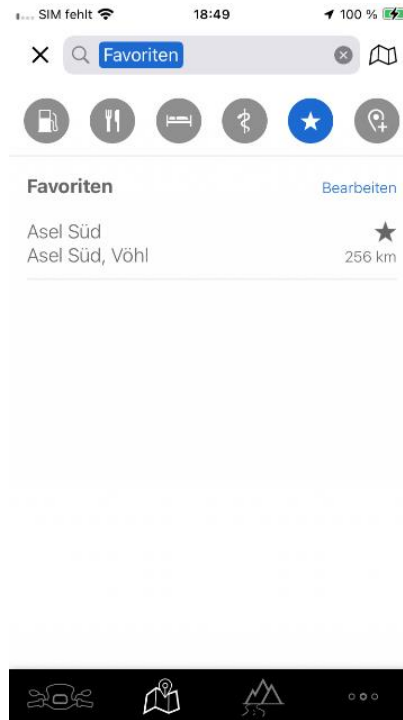 SIM fehlt 18:49 100 %
Favoriten
Favoriten Bearbeiten
Asel Süd
Asel Süd, Vöhl 256 km